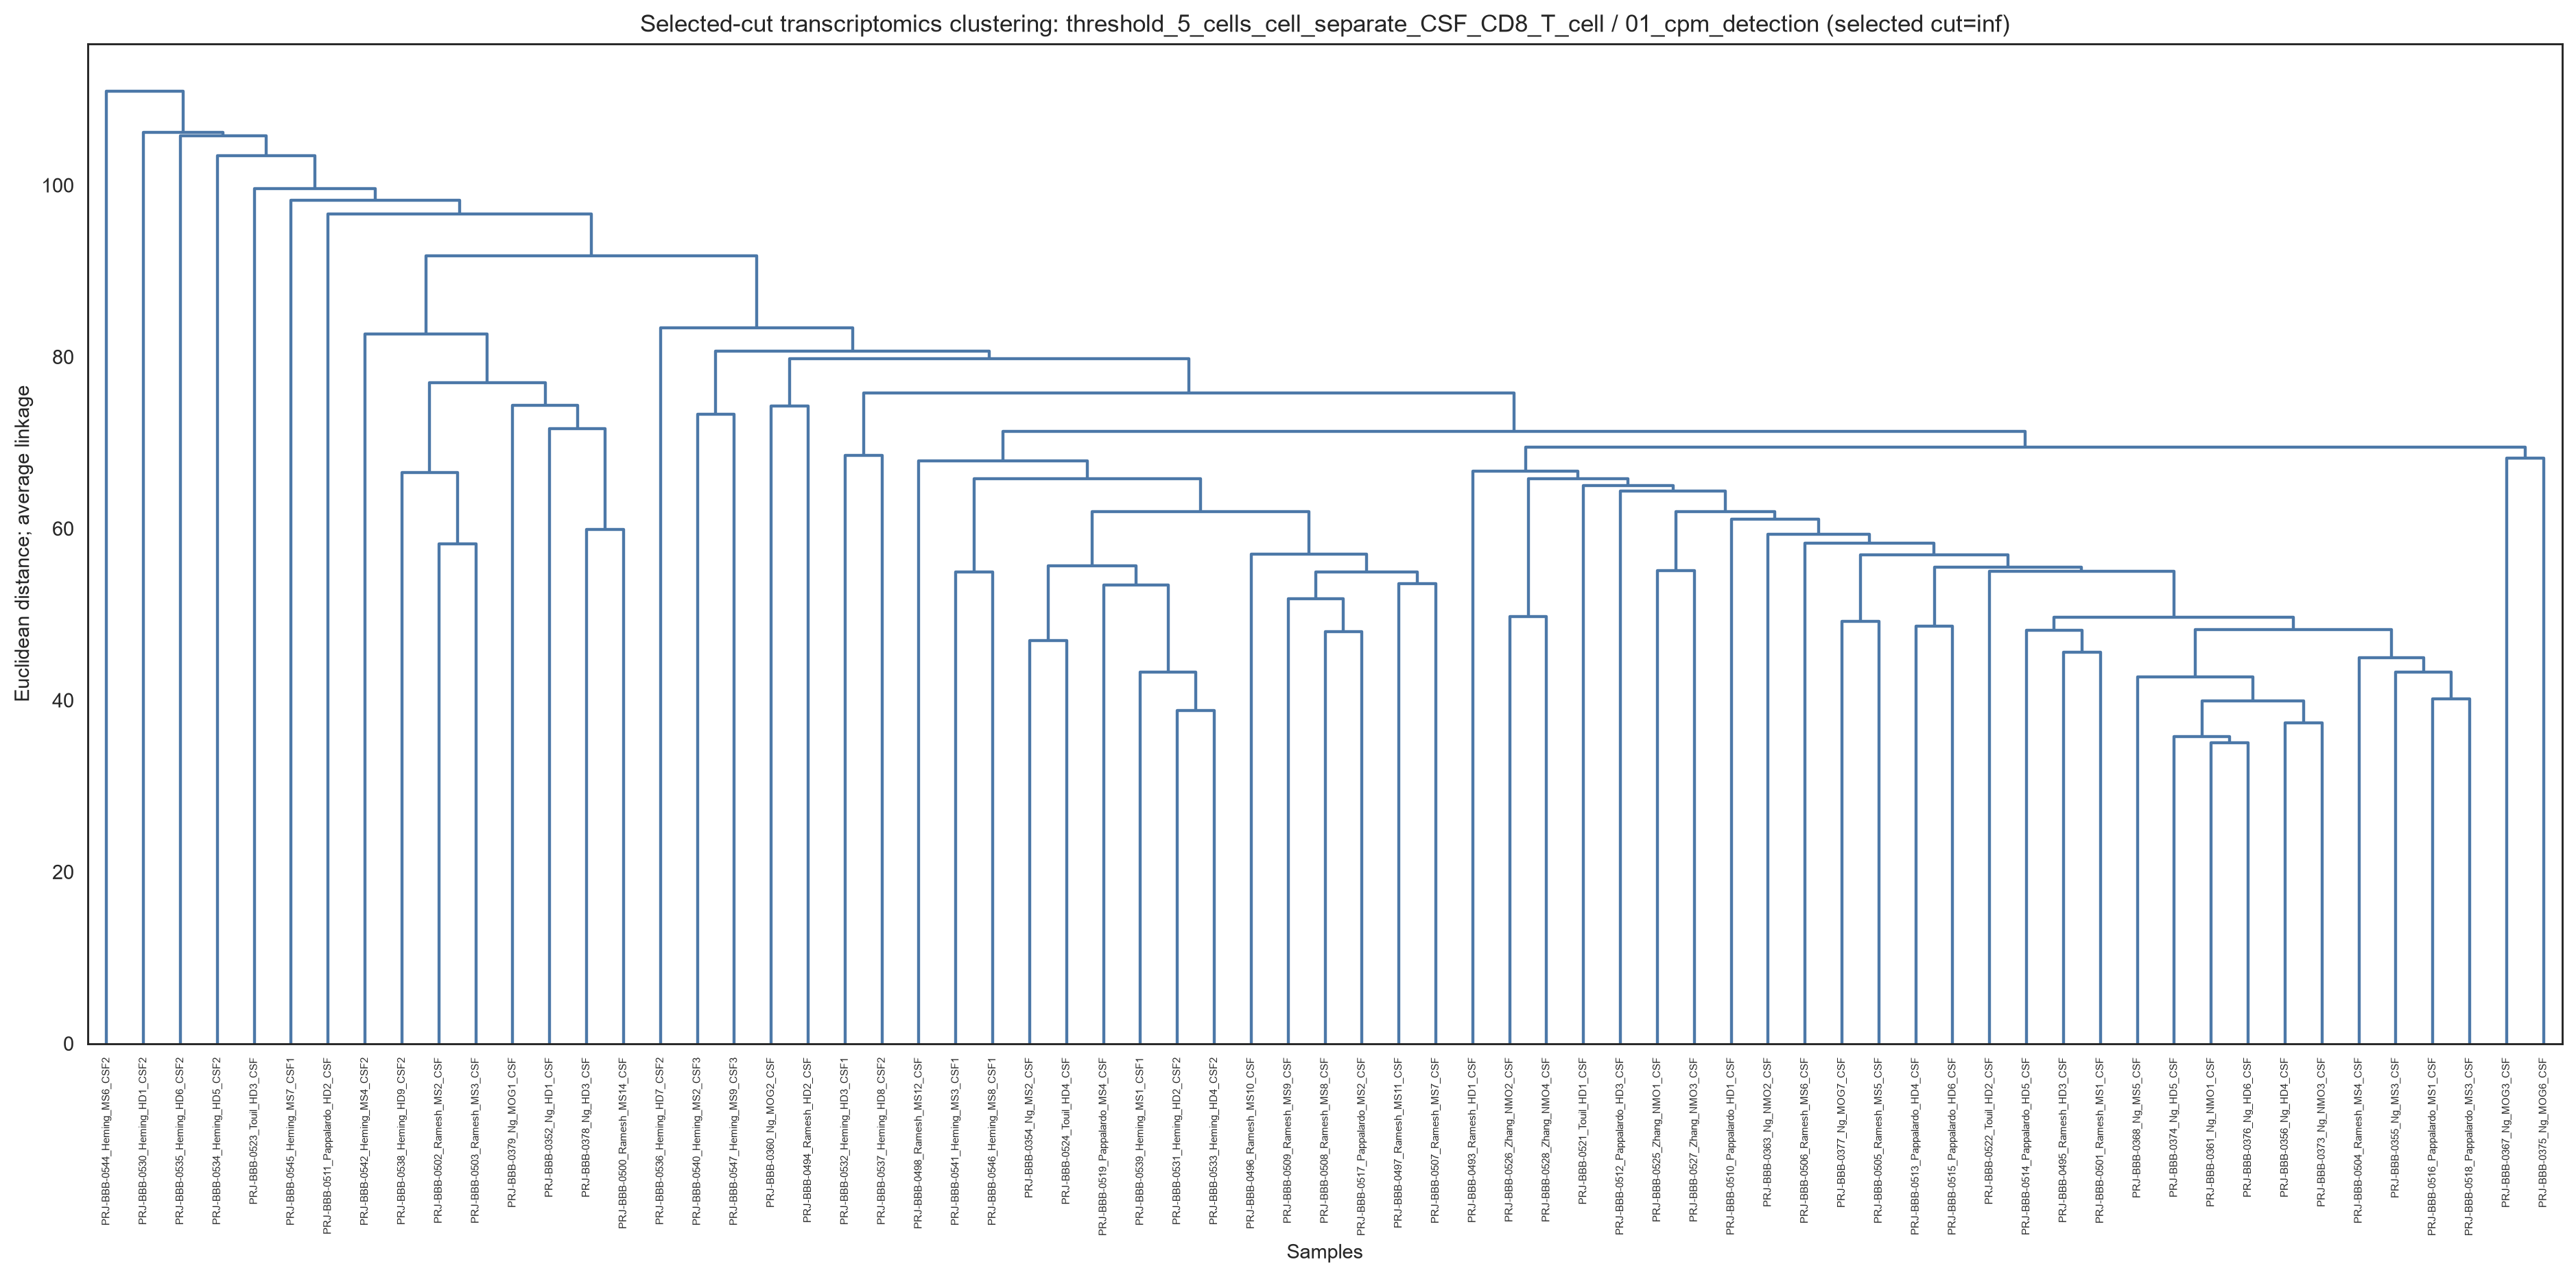 Selected-cut transcriptomics clustering: threshold_5_cells_cell_separate_CSF_CD8_T_cell / 01_cpm_detection (selected cut=inf)
Euclidean distance; average linkage
100
80
60
40
20
0
PRJ-BBB-0544_Heming_MS6_CSF2
PRJ-BBB-0530_Heming_HD1_CSF2
PRJ-BBB-0535_Heming_HD6_CSF2
PRJ-BBB-0534_Heming_HD5_CSF2
PRJ-BBB-0523_Touil_HD3_CSF
PRJ-BBB-0545_Heming_MS7_CSF1
PRJ-BBB-0511_Pappalardo_HD2_CSF
PRJ-BBB-0542_Heming_MS4_CSF2
PRJ-BBB-0538_Heming_HD9_CSF2
PRJ-BBB-0502_Ramesh_MS2_CSF
PRJ-BBB-0503_Ramesh_MS3_CSF
PRJ-BBB-0379_Ng_MOG1_CSF
PRJ-BBB-0352_Ng_HD1_CSF
PRJ-BBB-0378_Ng_HD3_CSF
PRJ-BBB-0500_Ramesh_MS14_CSF
PRJ-BBB-0536_Heming_HD7_CSF2
PRJ-BBB-0540_Heming_MS2_CSF3
PRJ-BBB-0547_Heming_MS9_CSF3
PRJ-BBB-0360_Ng_MOG2_CSF
PRJ-BBB-0494_Ramesh_HD2_CSF
PRJ-BBB-0532_Heming_HD3_CSF1
PRJ-BBB-0537_Heming_HD8_CSF2
PRJ-BBB-0498_Ramesh_MS12_CSF
PRJ-BBB-0541_Heming_MS3_CSF1
PRJ-BBB-0546_Heming_MS8_CSF1
PRJ-BBB-0354_Ng_MS2_CSF
PRJ-BBB-0524_Touil_HD4_CSF
PRJ-BBB-0519_Pappalardo_MS4_CSF
PRJ-BBB-0539_Heming_MS1_CSF1
PRJ-BBB-0531_Heming_HD2_CSF2
PRJ-BBB-0533_Heming_HD4_CSF2
PRJ-BBB-0496_Ramesh_MS10_CSF
PRJ-BBB-0509_Ramesh_MS9_CSF
PRJ-BBB-0508_Ramesh_MS8_CSF
PRJ-BBB-0517_Pappalardo_MS2_CSF
PRJ-BBB-0497_Ramesh_MS11_CSF
PRJ-BBB-0507_Ramesh_MS7_CSF
PRJ-BBB-0493_Ramesh_HD1_CSF
PRJ-BBB-0526_Zhang_NMO2_CSF
PRJ-BBB-0528_Zhang_NMO4_CSF
PRJ-BBB-0521_Touil_HD1_CSF
PRJ-BBB-0512_Pappalardo_HD3_CSF
PRJ-BBB-0525_Zhang_NMO1_CSF
PRJ-BBB-0527_Zhang_NMO3_CSF
PRJ-BBB-0510_Pappalardo_HD1_CSF
PRJ-BBB-0363_Ng_NMO2_CSF
PRJ-BBB-0506_Ramesh_MS6_CSF
PRJ-BBB-0377_Ng_MOG7_CSF
PRJ-BBB-0505_Ramesh_MS5_CSF
PRJ-BBB-0513_Pappalardo_HD4_CSF
PRJ-BBB-0515_Pappalardo_HD6_CSF
PRJ-BBB-0522_Touil_HD2_CSF
PRJ-BBB-0514_Pappalardo_HD5_CSF
PRJ-BBB-0495_Ramesh_HD3_CSF
PRJ-BBB-0501_Ramesh_MS1_CSF
PRJ-BBB-0368_Ng_MS5_CSF
PRJ-BBB-0374_Ng_HD5_CSF
PRJ-BBB-0361_Ng_NMO1_CSF
PRJ-BBB-0376_Ng_HD6_CSF
PRJ-BBB-0356_Ng_HD4_CSF
PRJ-BBB-0373_Ng_NMO3_CSF
PRJ-BBB-0504_Ramesh_MS4_CSF
PRJ-BBB-0355_Ng_MS3_CSF
PRJ-BBB-0516_Pappalardo_MS1_CSF
PRJ-BBB-0518_Pappalardo_MS3_CSF
PRJ-BBB-0367_Ng_MOG3_CSF
PRJ-BBB-0375_Ng_MOG6_CSF
Samples